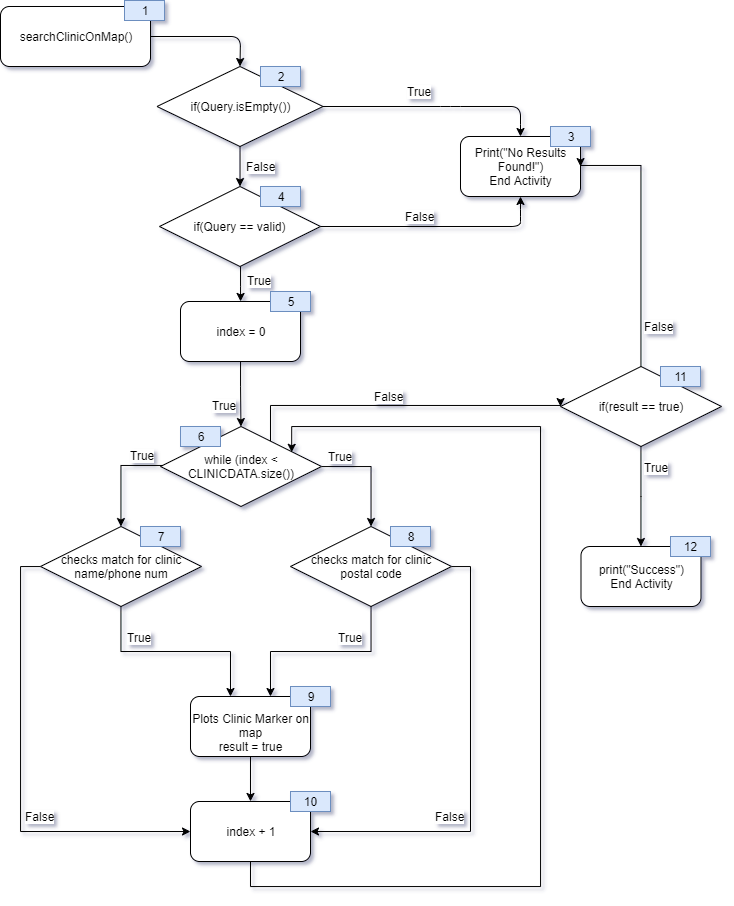 1
searchClinicOnMap()
2
if(Query.isEmpty())
True
3
Print("No Results
Found!")
End Activity
False
4
if(Query == valid)
False
True
5
index = 0
False
11
if(result == true)
False
True
6
while (index <
CLINICDATA.size())
True
True
True
7
checks match for clinic
name/phone num
8
checks match for clinic
postal code
12
print("Success")
End Activity
True
True
9
Plots Clinic Marker on
map
result = true
10
index + 1
False
False